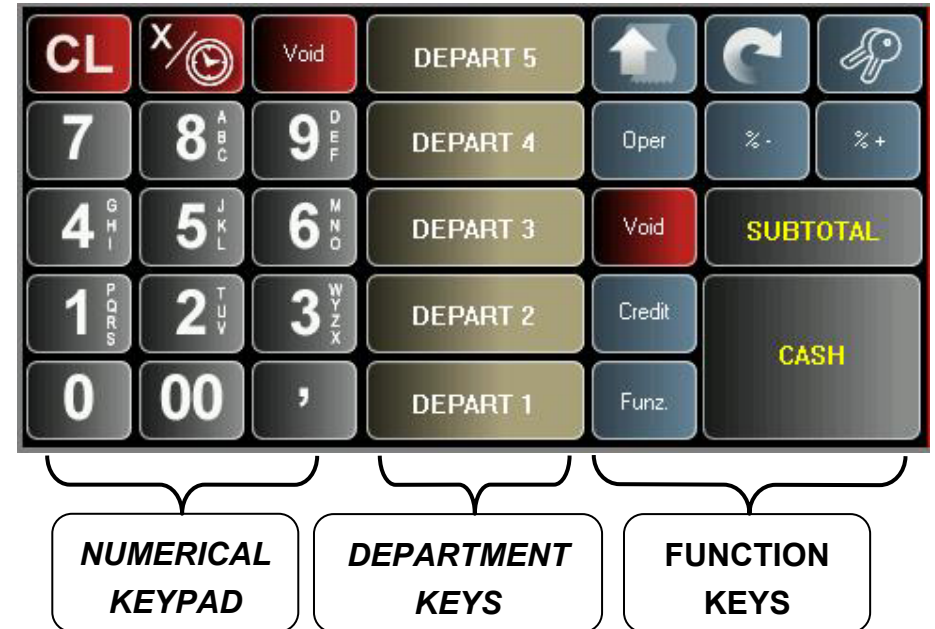 CL X/ Void DEPART 5
7 8 ABC 9 DEF DEPART 4 Oper % - % +
4 GHI 5 JKL 6 MNO DEPART 3 Void SUBTOTAL
1 PQRS 2 TUV 3 WYZX DEPART 2 Credit
CASH
0 00 , DEPART 1 Funz.
NUMERICAL KEYPAD
DEPARTMENT KEYS
FUNCTION KEYS